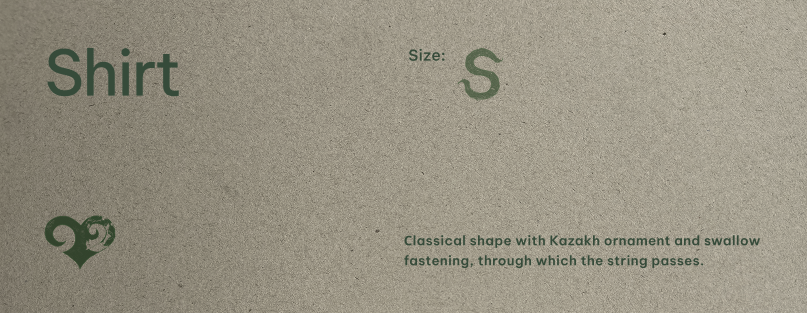 Shirt
Size: S
Classical shape with Kazakh ornament and swallow
fastening, through which the string passes.